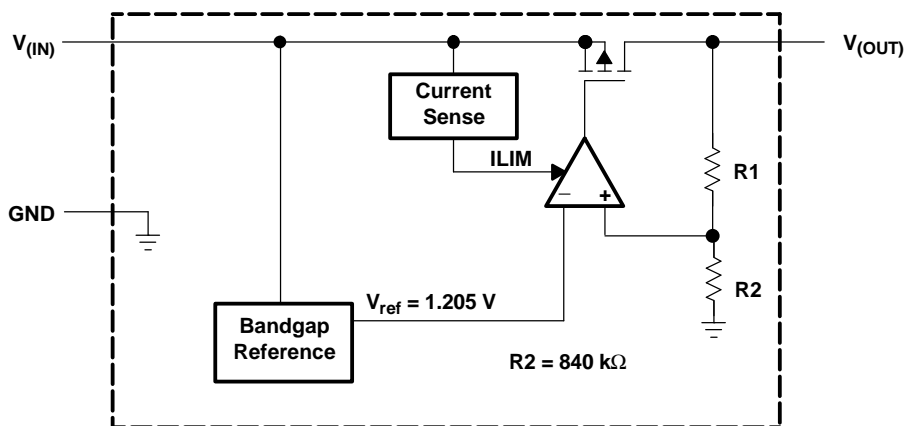 V(IN)
V(OUT)
Current
Sense
ILIM
R1
− +
GND
R2
Vref = 1.205 V
Bandgap
Reference
R2 = 840 kΩ